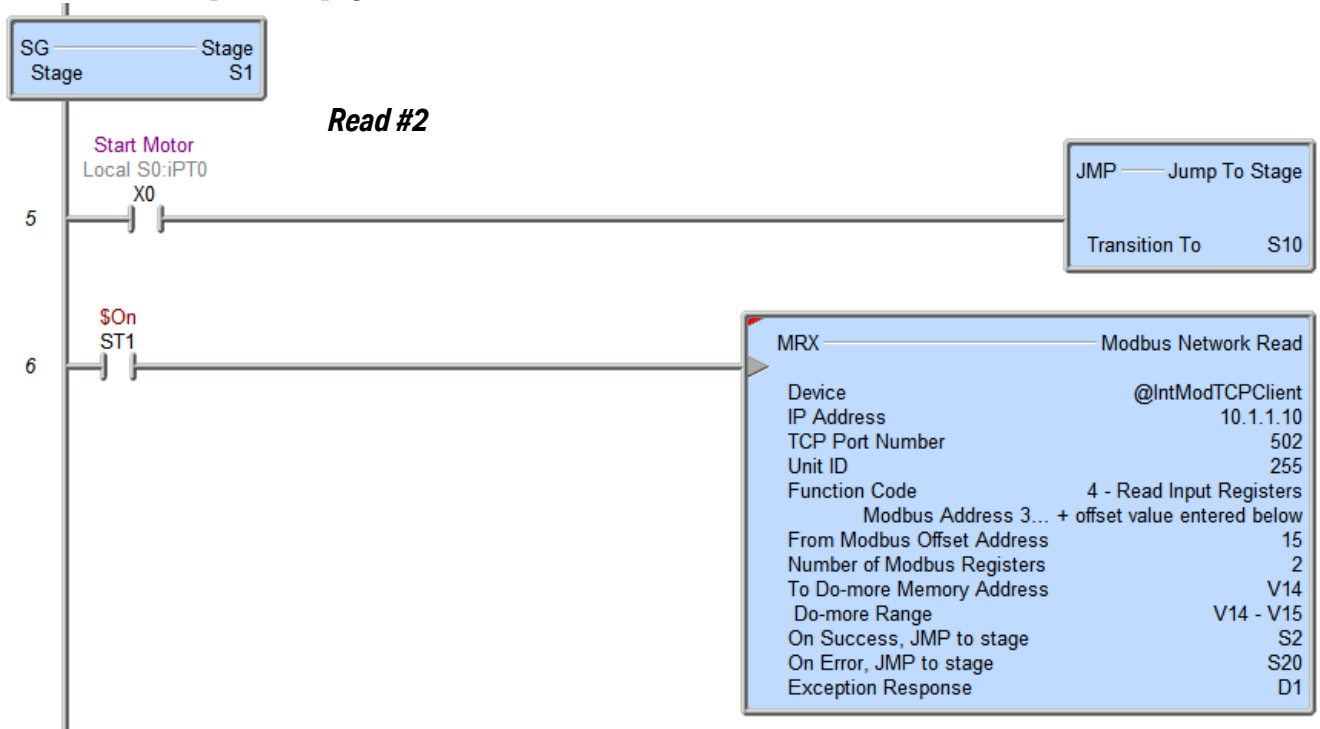 SG Stage
Stage S1
Read #2
Start Motor
Local S0:iPT0
X0
5
JMP Jump To Stage
Transition To S10
$On
ST1
6
MRX Modbus Network Read
Device @IntModTCPClient
IP Address 10.1.1.10
TCP Port Number 502
Unit ID 255
Function Code 4 - Read Input Registers
Modbus Address 3... + offset value entered below
From Modbus Offset Address 15
Number of Modbus Registers 2
To Do-more Memory Address V14
Do-more Range V14 - V15
On Success, JMP to stage S2
On Error, JMP to stage S20
Exception Response D1